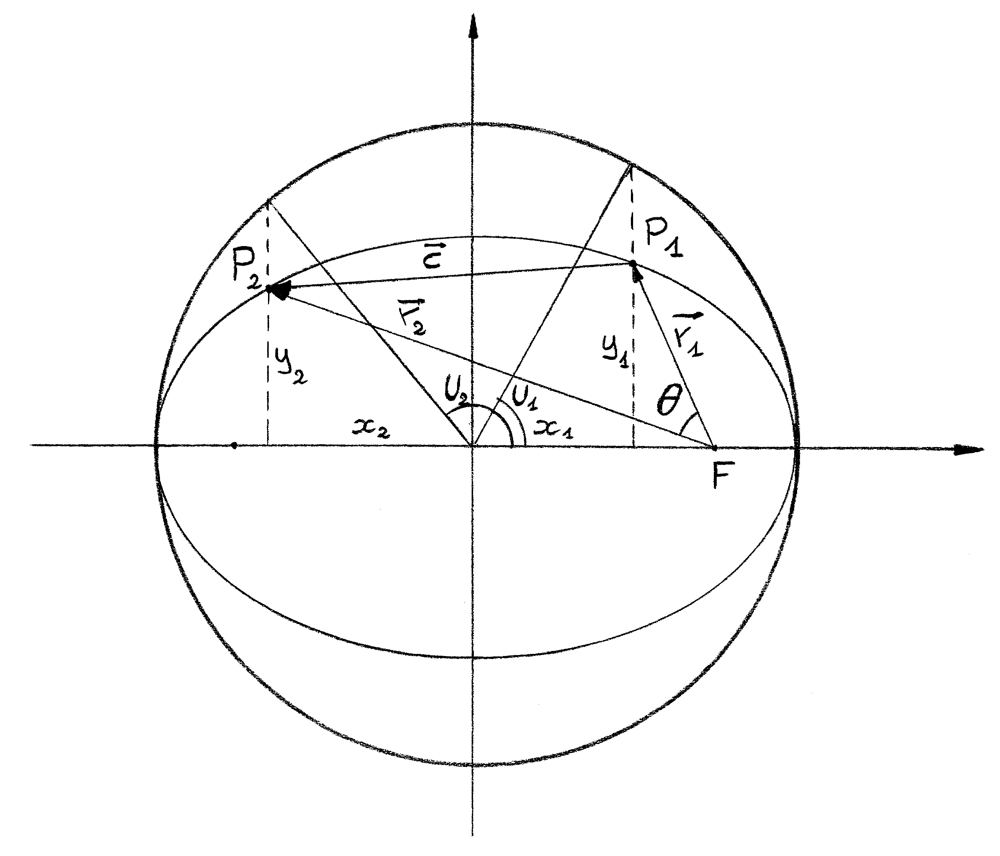 P₁
c⃗
P₂
r⃗₂
r⃗₁
y₂
y₁
U₂
U₁
θ
x₂
x₁
F